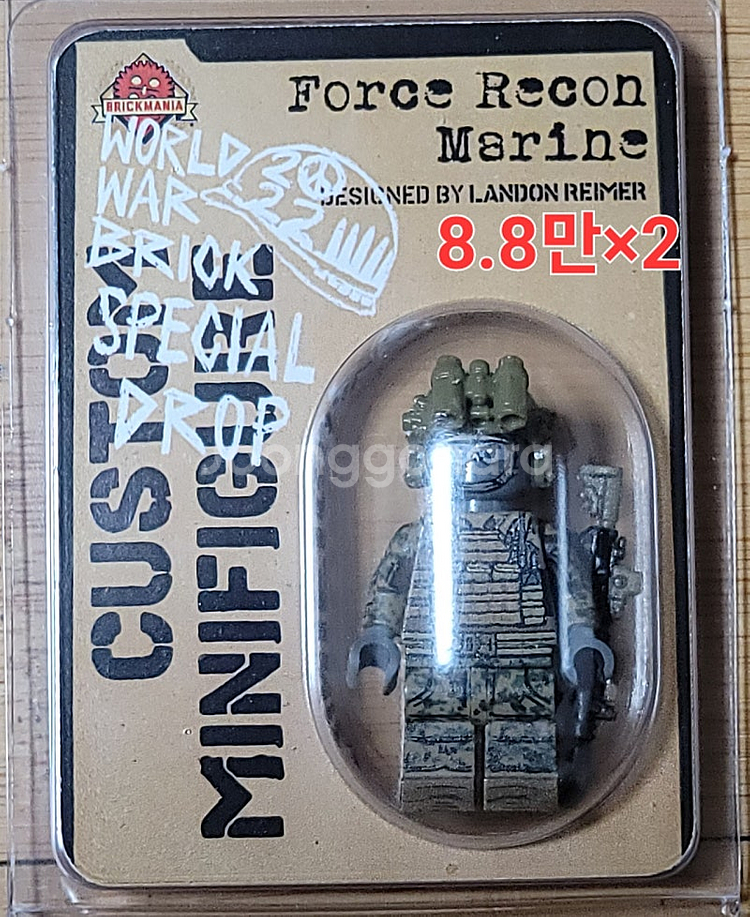 BRICKMANIA
Force Recon
Marine
DESIGNED BY LANDON REIMER
8.8만×2
WORLD
WAR
BRICK
SPECIAL
DROP
2022
CUSTOM
MINIFIGURE